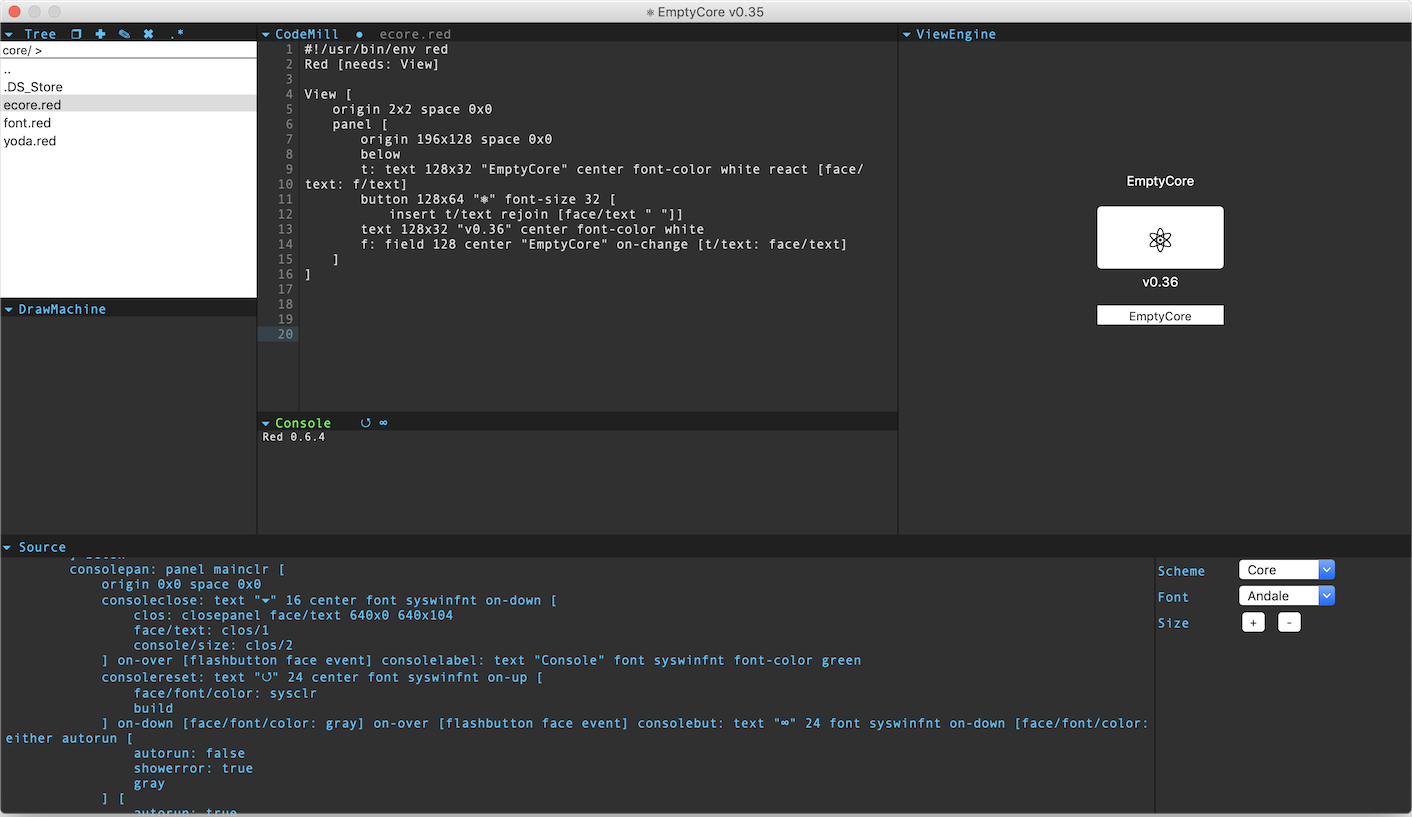 ⚛ EmptyCore v0.35
Tree ❐ ✚ ✎ ✖ .*
core/ >
..
.DS_Store
ecore.red
font.red
yoda.red
DrawMachine
CodeMill ● ecore.red
1 #!/usr/bin/env red
2 Red [needs: View]
3
4 View [
5 origin 2x2 space 0x0
6 panel [
7 origin 196x128 space 0x0
8 below
9 t: text 128x32 "EmptyCore" center font-color white react [face/
10 text: f/text]
11 button 128x64 "⚛" font-size 32 [
12 insert t/text rejoin [face/text " "]]
13 text 128x32 "v0.36" center font-color white
14 f: field 128 center "EmptyCore" on-change [t/text: face/text]
15 ]
16 ]
17
18
19
20
Console ↺ ∞
Red 0.6.4
ViewEngine
EmptyCore
⚛
v0.36
EmptyCore
Source
consolepan: panel mainclr [
origin 0x0 space 0x0
consoleclose: text "⏷" 16 center font syswinfnt on-down [
clos: closepanel face/text 640x0 640x104
face/text: clos/1
console/size: clos/2
] on-over [flashbutton face event] consolelabel: text "Console" font syswinfnt font-color green
consolereset: text "↺" 24 center font syswinfnt on-up [
face/font/color: sysclr
build
] on-down [face/font/color: gray] on-over [flashbutton face event] consolebut: text "∞" 24 font syswinfnt on-down [face/font/color:
either autorun [
autorun: false
showerror: true
gray
] [
autorun: true
Scheme Core
Font Andale
Size + -